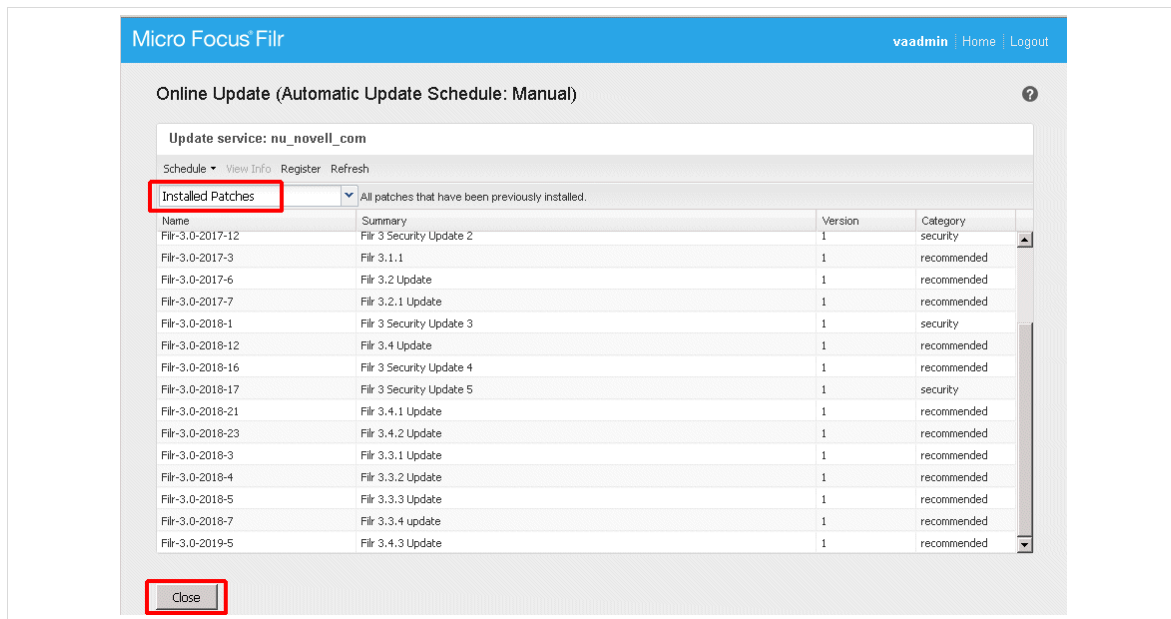 Micro Focus® Filr
vaadmin Home Logout
Online Update (Automatic Update Schedule: Manual)
?
Update service: nu_novell_com
Schedule View Info Register Refresh
Installed Patches All patches that have been previously installed.
Name Summary Version Category
Filr-3.0-2017-12 Filr 3 Security Update 2 1 security
Filr-3.0-2017-3 Filr 3.1.1 1 recommended
Filr-3.0-2017-6 Filr 3.2 Update 1 recommended
Filr-3.0-2017-7 Filr 3.2.1 Update 1 recommended
Filr-3.0-2018-1 Filr 3 Security Update 3 1 security
Filr-3.0-2018-12 Filr 3.4 Update 1 recommended
Filr-3.0-2018-16 Filr 3 Security Update 4 1 recommended
Filr-3.0-2018-17 Filr 3 Security Update 5 1 security
Filr-3.0-2018-21 Filr 3.4.1 Update 1 recommended
Filr-3.0-2018-23 Filr 3.4.2 Update 1 recommended
Filr-3.0-2018-3 Filr 3.3.1 Update 1 recommended
Filr-3.0-2018-4 Filr 3.3.2 Update 1 recommended
Filr-3.0-2018-5 Filr 3.3.3 Update 1 recommended
Filr-3.0-2018-7 Filr 3.3.4 update 1 recommended
Filr-3.0-2019-5 Filr 3.4.3 Update 1 recommended
Close